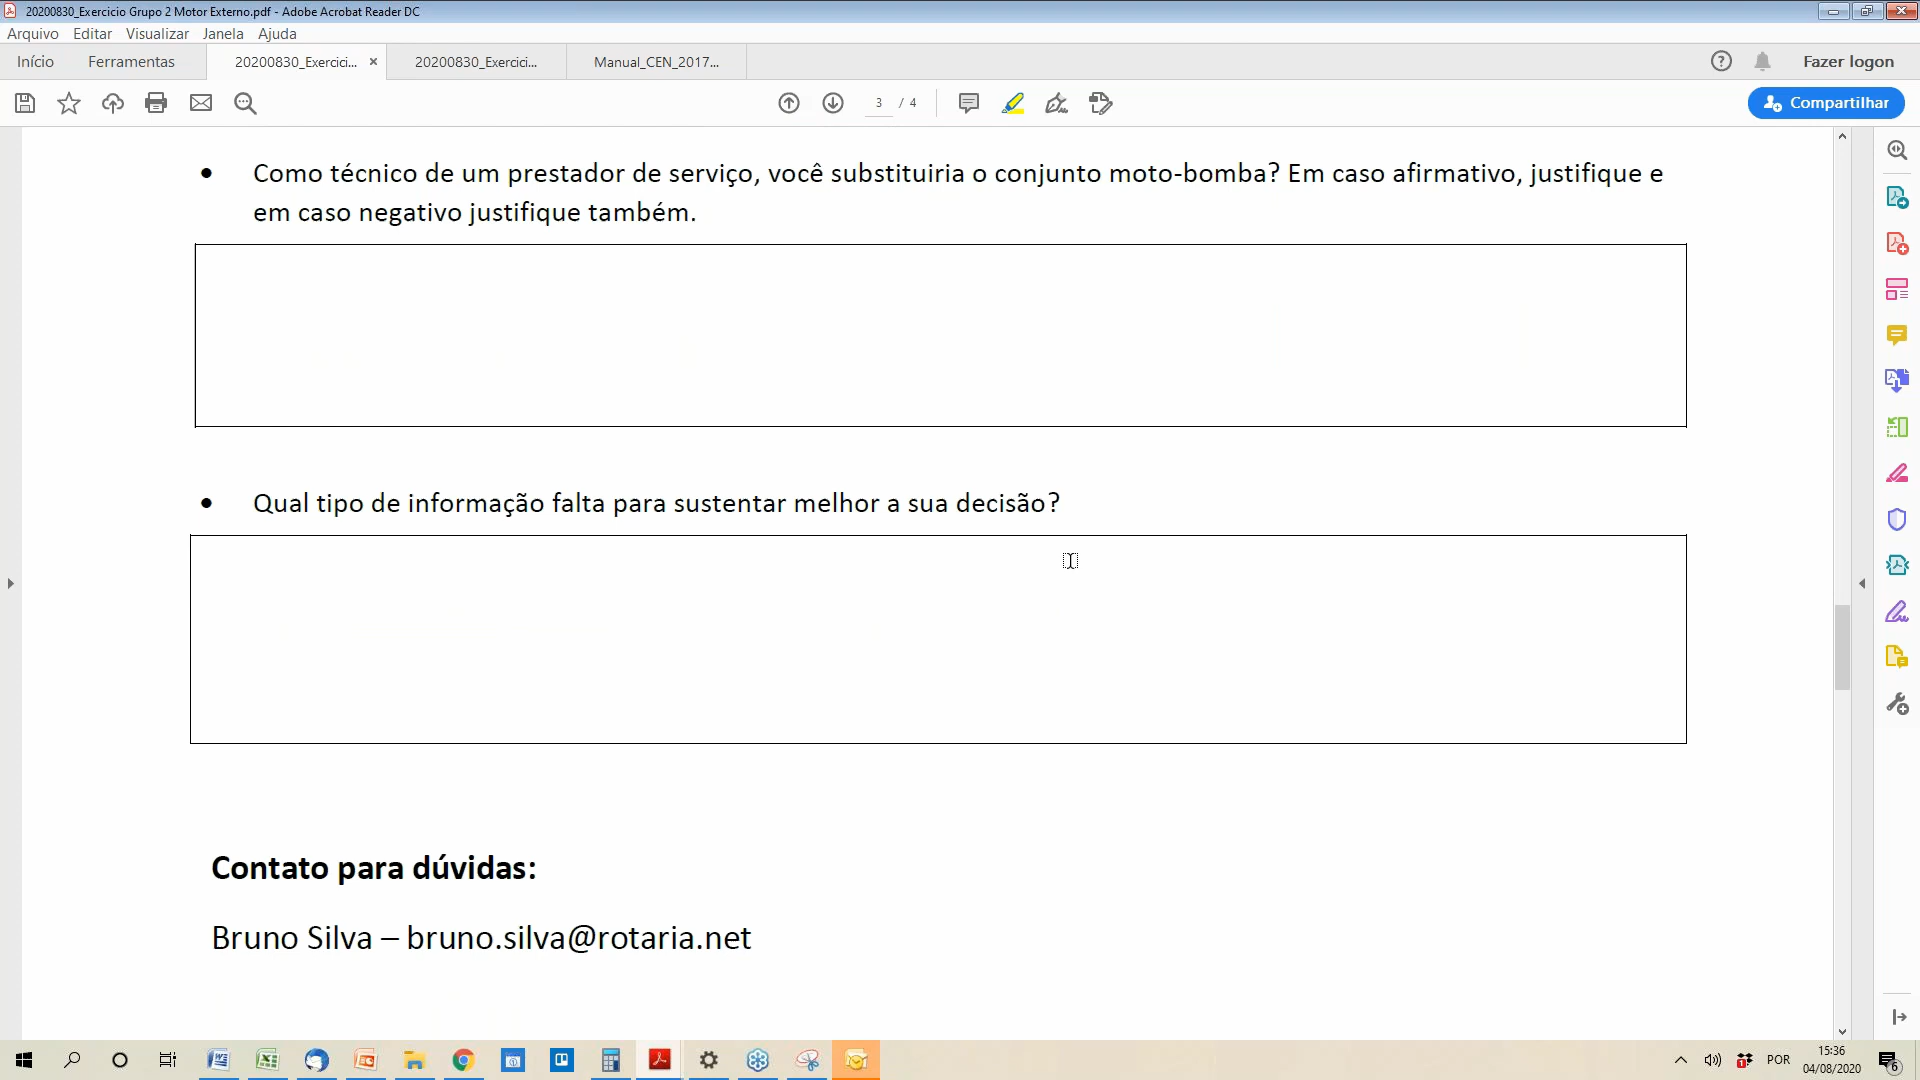 20200830_Exercicio Grupo 2 Motor Externo.pdf - Adobe Acrobat Reader DC
Arquivo Editar Visualizar Janela Ajuda
Início Ferramentas 20200830_Exercici... × 20200830_Exercici... Manual_CEN_2017... Fazer logon
3 / 4 Compartilhar
• Como técnico de um prestador de serviço, você substituiria o conjunto moto-bomba? Em caso afirmativo, justifique e
em caso negativo justifique também.
• Qual tipo de informação falta para sustentar melhor a sua decisão?
Contato para dúvidas:
Bruno Silva – bruno.silva@rotaria.net
POR 15:36
04/08/2020 6